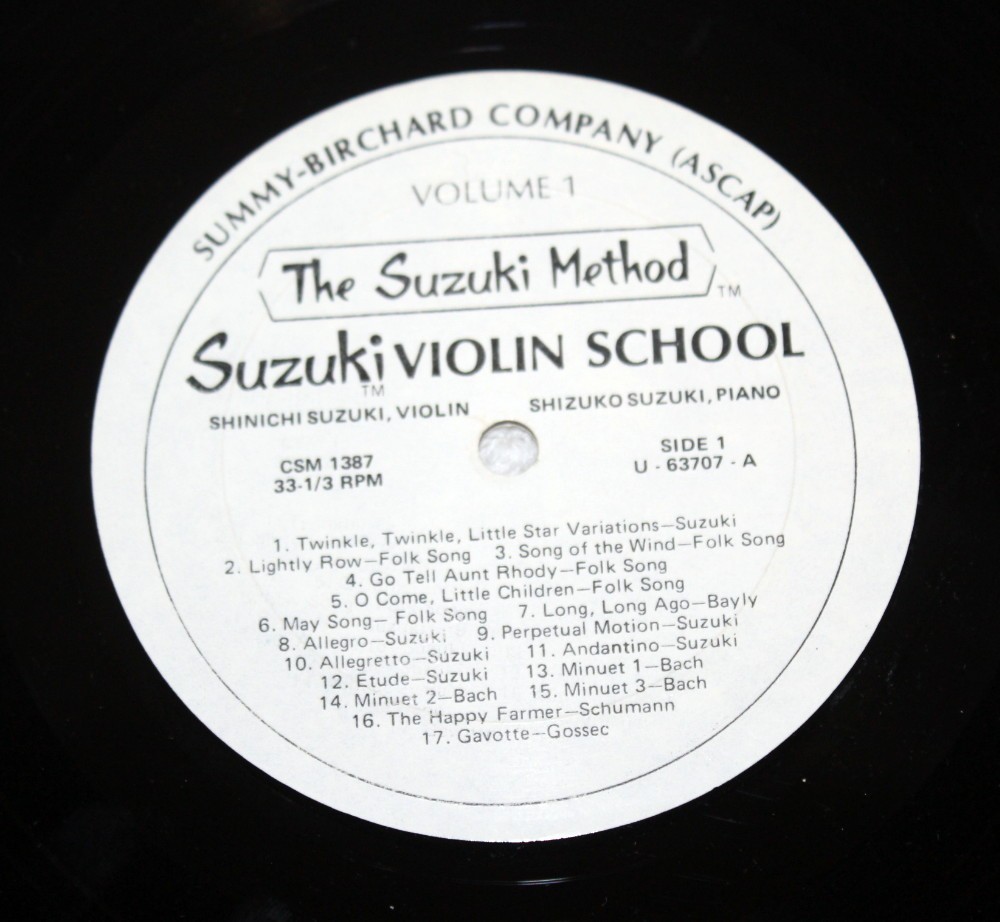 SUMMY-BIRCHARD COMPANY (ASCAP)
VOLUME 1
The Suzuki Method TM
Suzuki TM VIOLIN SCHOOL
SHINICHI SUZUKI, VIOLIN SHIZUKO SUZUKI, PIANO
CSM 1387 SIDE 1
33-1/3 RPM U - 63707 - A
1. Twinkle, Twinkle, Little Star Variations—Suzuki
2. Lightly Row—Folk Song 3. Song of the Wind—Folk Song
4. Go Tell Aunt Rhody—Folk Song
5. O Come, Little Children—Folk Song
6. May Song— Folk Song 7. Long, Long Ago—Bayly
8. Allegro—Suzuki 9. Perpetual Motion—Suzuki
10. Allegretto—Suzuki 11. Andantino—Suzuki
12. Etude—Suzuki 13. Minuet 1—Bach
14. Minuet 2—Bach 15. Minuet 3—Bach
16. The Happy Farmer—Schumann
17. Gavotte—Gossec